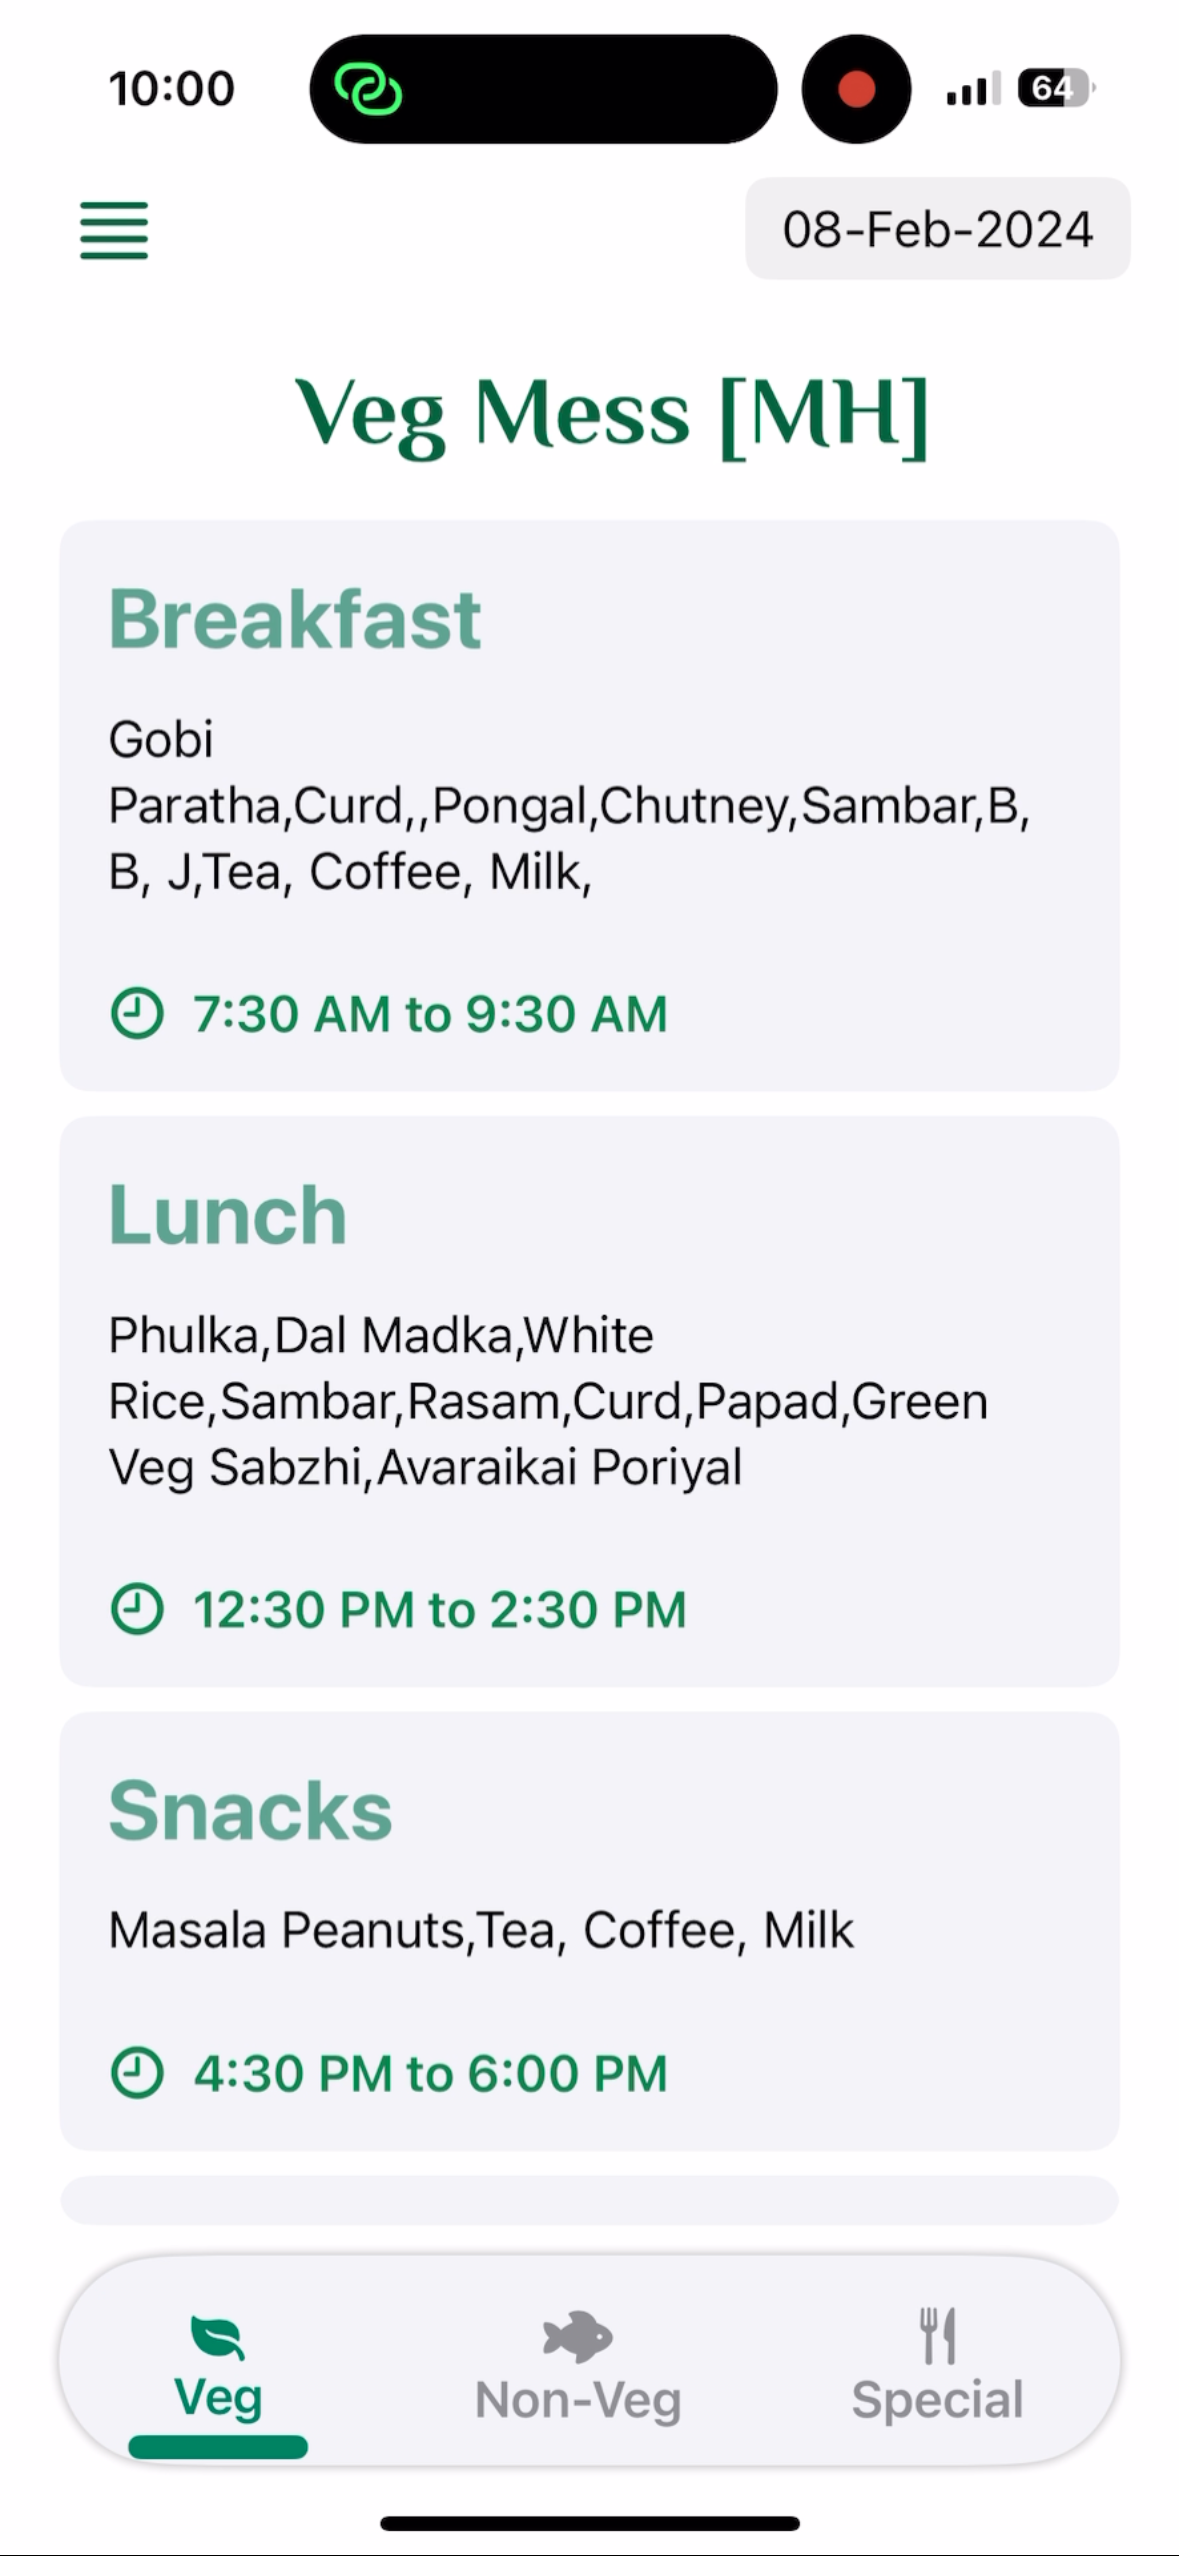 10:00
64
08-Feb-2024
Veg Mess [MH]
Breakfast
Gobi
Paratha,Curd,,Pongal,Chutney,Sambar,B,
B, J,Tea, Coffee, Milk,
7:30 AM to 9:30 AM
Lunch
Phulka,Dal Madka,White
Rice,Sambar,Rasam,Curd,Papad,Green
Veg Sabzhi,Avaraikai Poriyal
12:30 PM to 2:30 PM
Snacks
Masala Peanuts,Tea, Coffee, Milk
4:30 PM to 6:00 PM
Veg
Non-Veg
Special